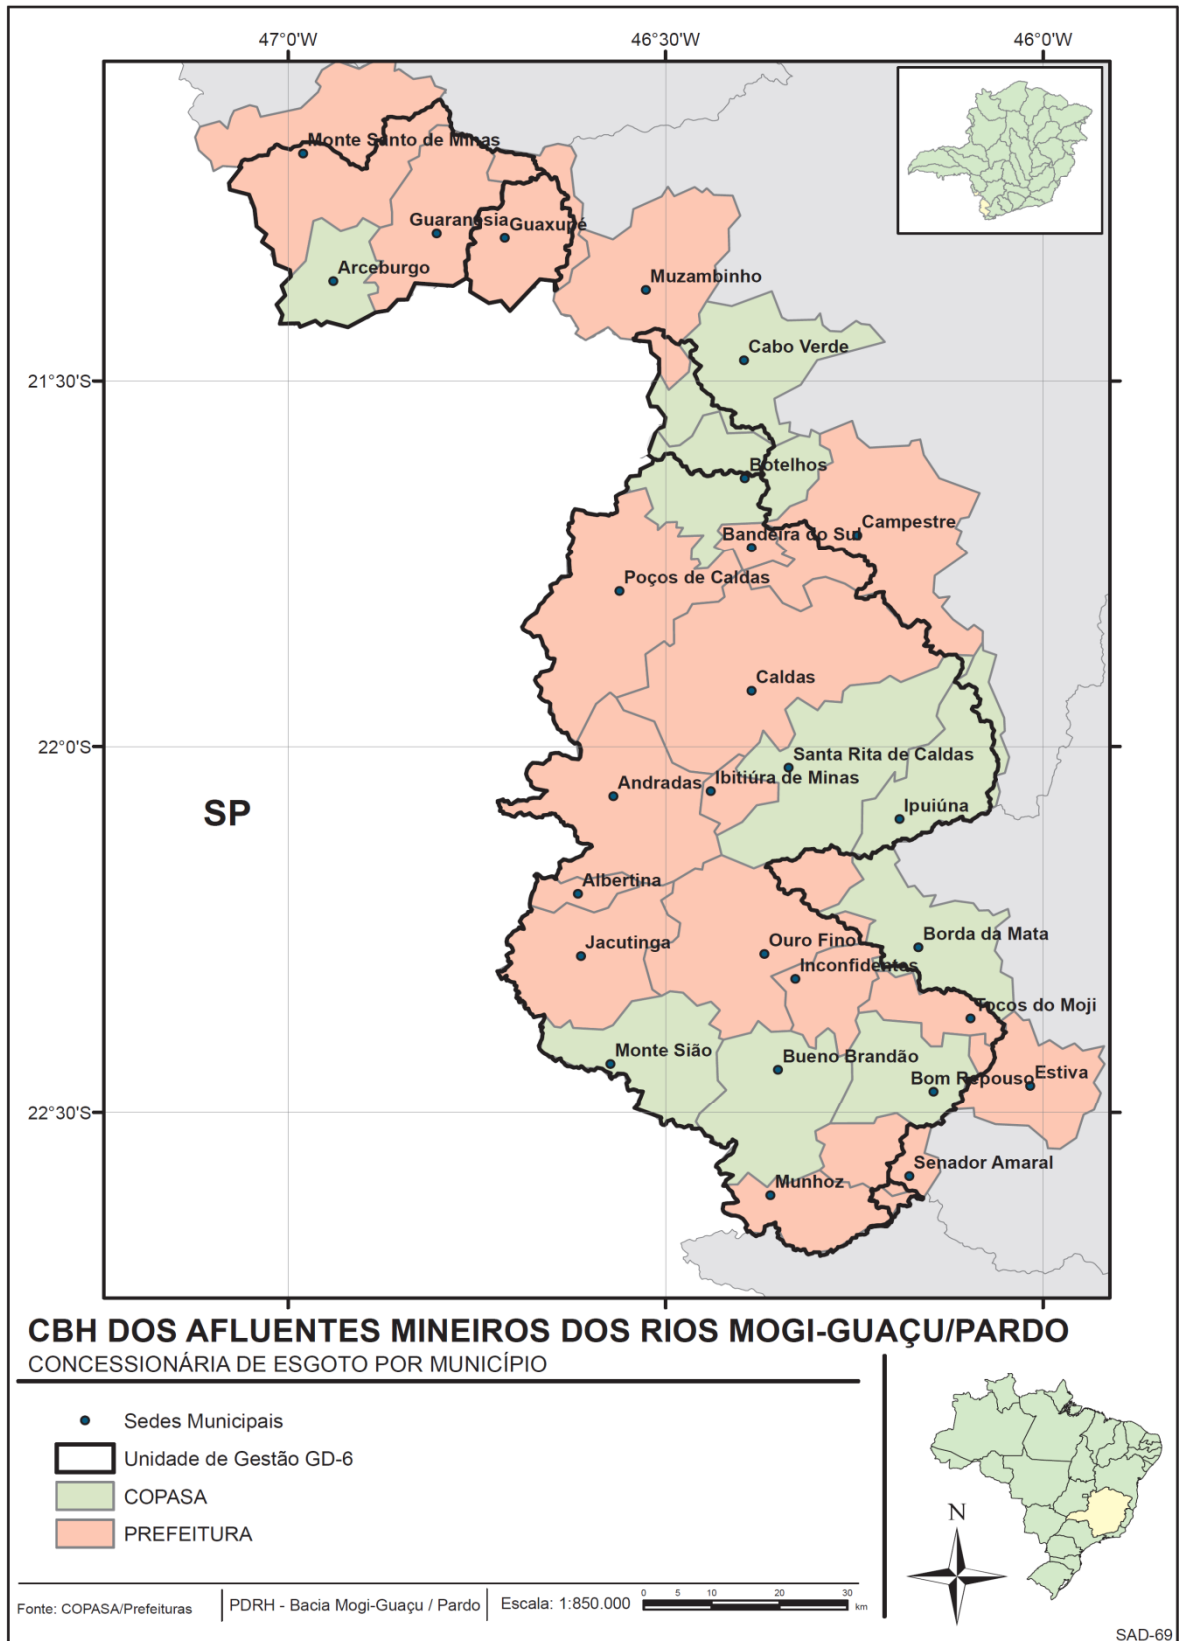 47°0'W
46°30'W
46°0'W
Monte Santo de Minas
Guaranésia
Guaxupé
Arceburgo
Muzambinho
Cabo Verde
21°30'S
Botelhos
Campestre
Bandeira do Sul
Poços de Caldas
Caldas
22°0'S
Santa Rita de Caldas
Ibitiúra de Minas
Andradas
Ipuiúna
SP
Albertina
Borda da Mata
Ouro Fino
Jacutinga
Inconfidentes
Tocos do Moji
Monte Sião
Bueno Brandão
Bom Repouso
Estiva
22°30'S
Senador Amaral
Munhoz
CBH DOS AFLUENTES MINEIROS DOS RIOS MOGI-GUAÇU/PARDO
CONCESSIONÁRIA DE ESGOTO POR MUNICÍPIO
Sedes Municipais
Unidade de Gestão GD-6
COPASA
PREFEITURA
N
Fonte: COPASA/Prefeituras
PDRH - Bacia Mogi-Guaçu / Pardo
Escala: 1:850.000
0 5 10 20 30
km
SAD-69